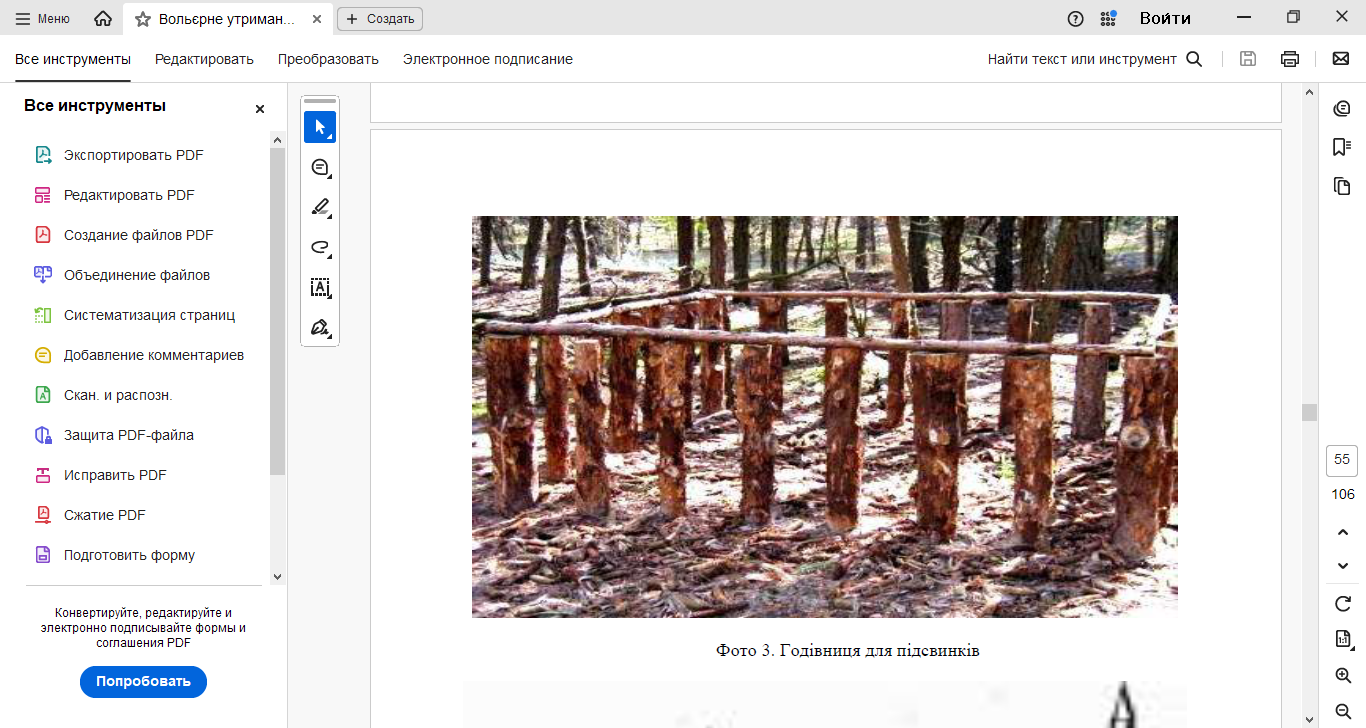 Меню
Вольєрне утриман...
Создать
Войти
Все инструменты
Редактировать
Преобразовать
Электронное подписание
Найти текст или инструмент
Все инструменты
Экспортировать PDF
Редактировать PDF
Создание файлов PDF
Объединение файлов
Систематизация страниц
Добавление комментариев
Скан. и распозн.
Защита PDF-файла
Исправить PDF
Сжатие PDF
Подготовить форму
Конвертируйте, редактируйте и
электронно подписывайте формы и
соглашения PDF
Попробовать
Фото 3. Годівниця для підсвинків
55
106
1:1